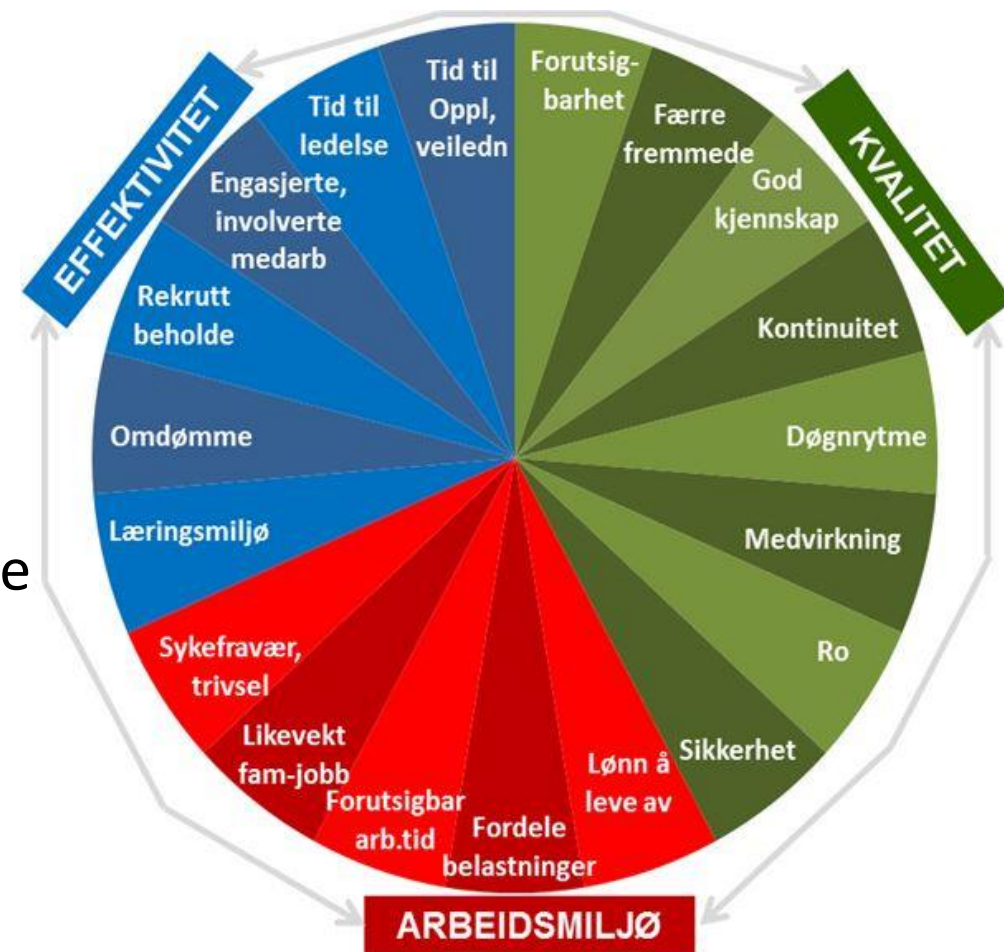 EFFEKTIVITET
KVALITET
ARBEIDSMILJØ
Forutsig-
barhet
Færre
fremmede
God
kjennskap
Kontinuitet
Døgnrytme
Medvirkning
Ro
Sikkerhet
Lønn å
leve av
Fordele
belastninger
Forutsigbar
arb.tid
Likevekt
fam-jobb
Sykefravær,
trivsel
Læringsmiljø
Omdømme
Rekrutt
beholde
Engasjerte,
involverte
medarb
Tid til
ledelse
Tid til
Oppl,
veiledn
e